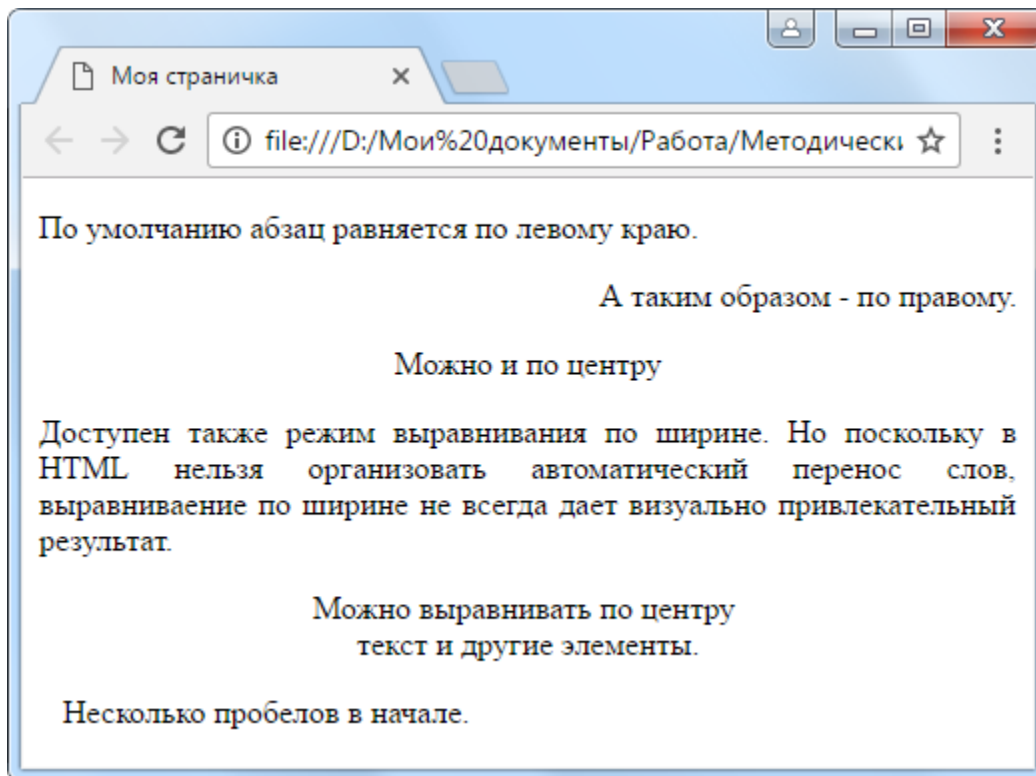 Моя страничка
file:///D:/Мои%20документы/Работа/Методически
По умолчанию абзац равняется по левому краю.
А таким образом - по правому.
Можно и по центру
Доступен также режим выравнивания по ширине. Но поскольку в
HTML нельзя организовать автоматический перенос слов,
выравниваение по ширине не всегда дает визуально привлекательный
результат.
Можно выравнивать по центру
текст и другие элементы.
Несколько пробелов в начале.